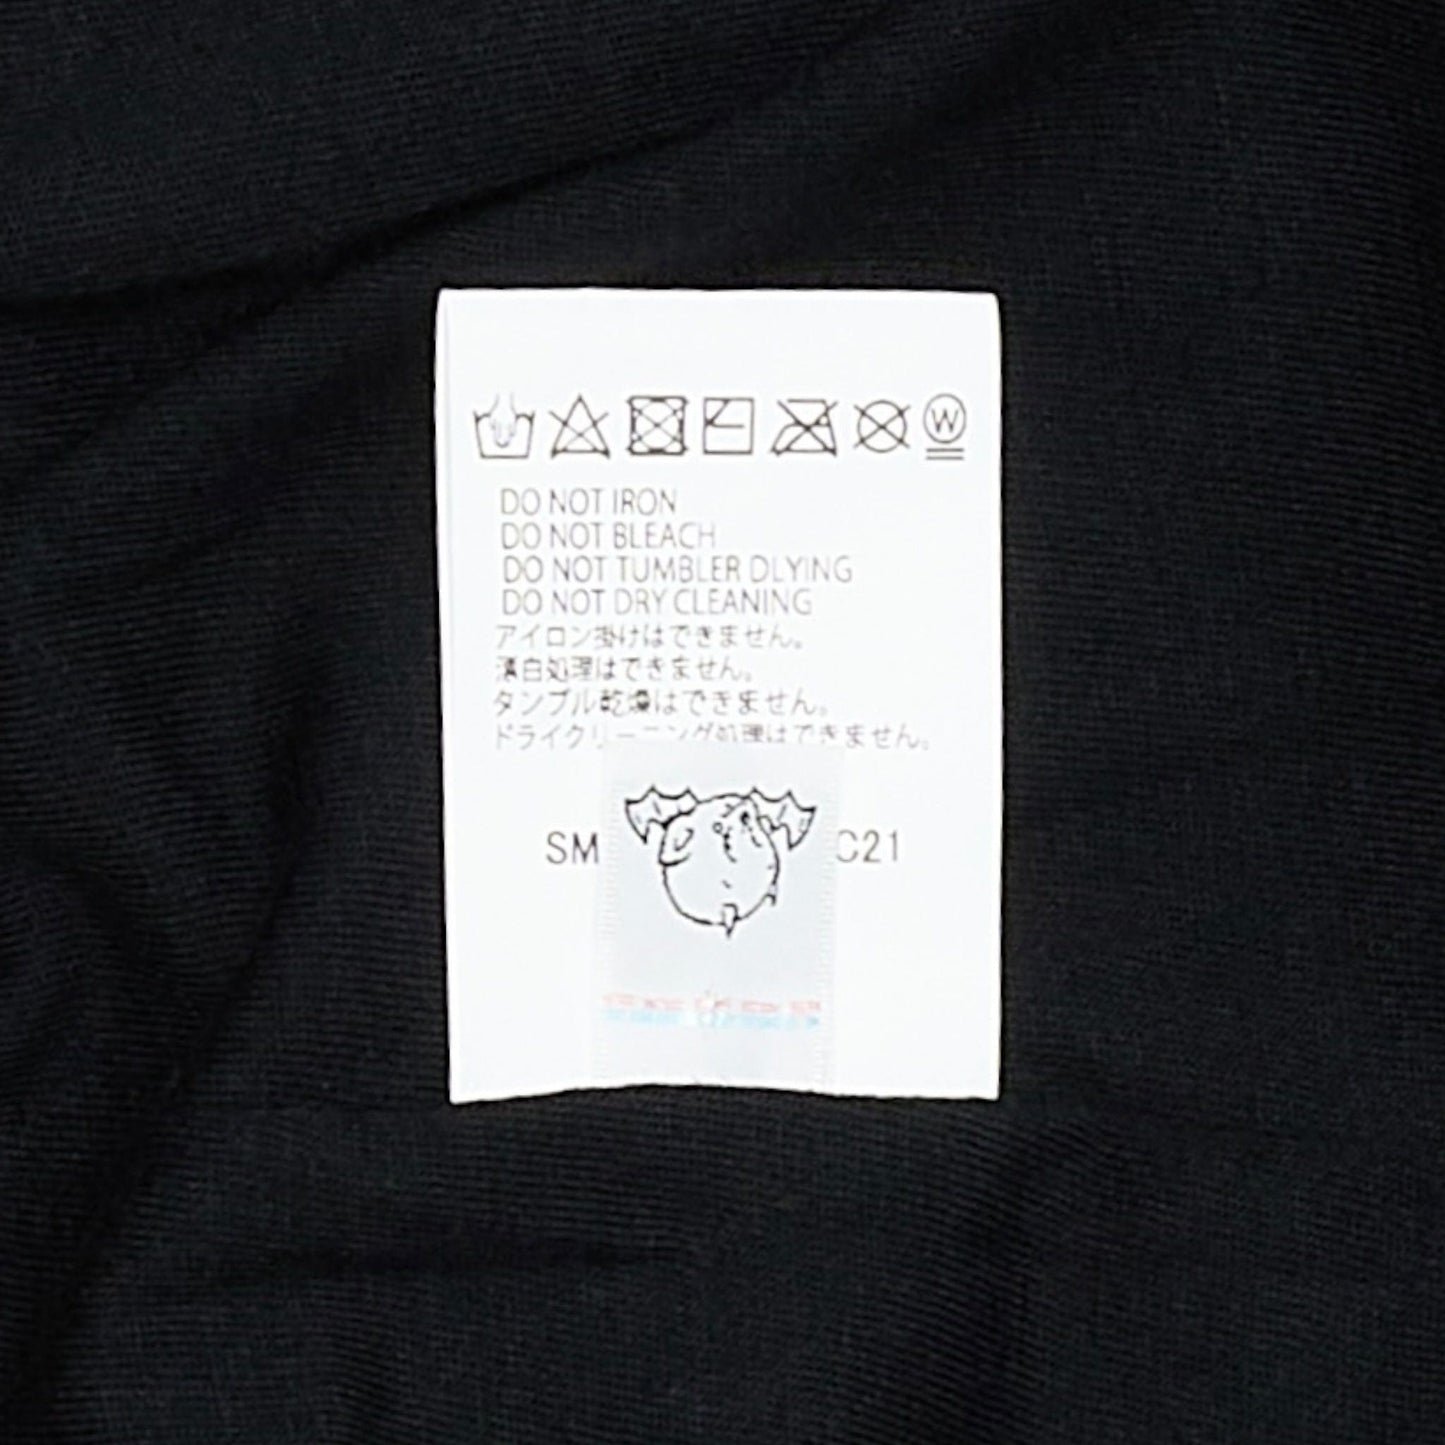 W
DO NOT IRON
DO NOT BLEACH
DO NOT TUMBLER DLYING
DO NOT DRY CLEANING
アイロン掛けはできません。
漂白処理はできません。
タンブル乾燥はできません。
ドライクリーニング処理はできません。
SM C21